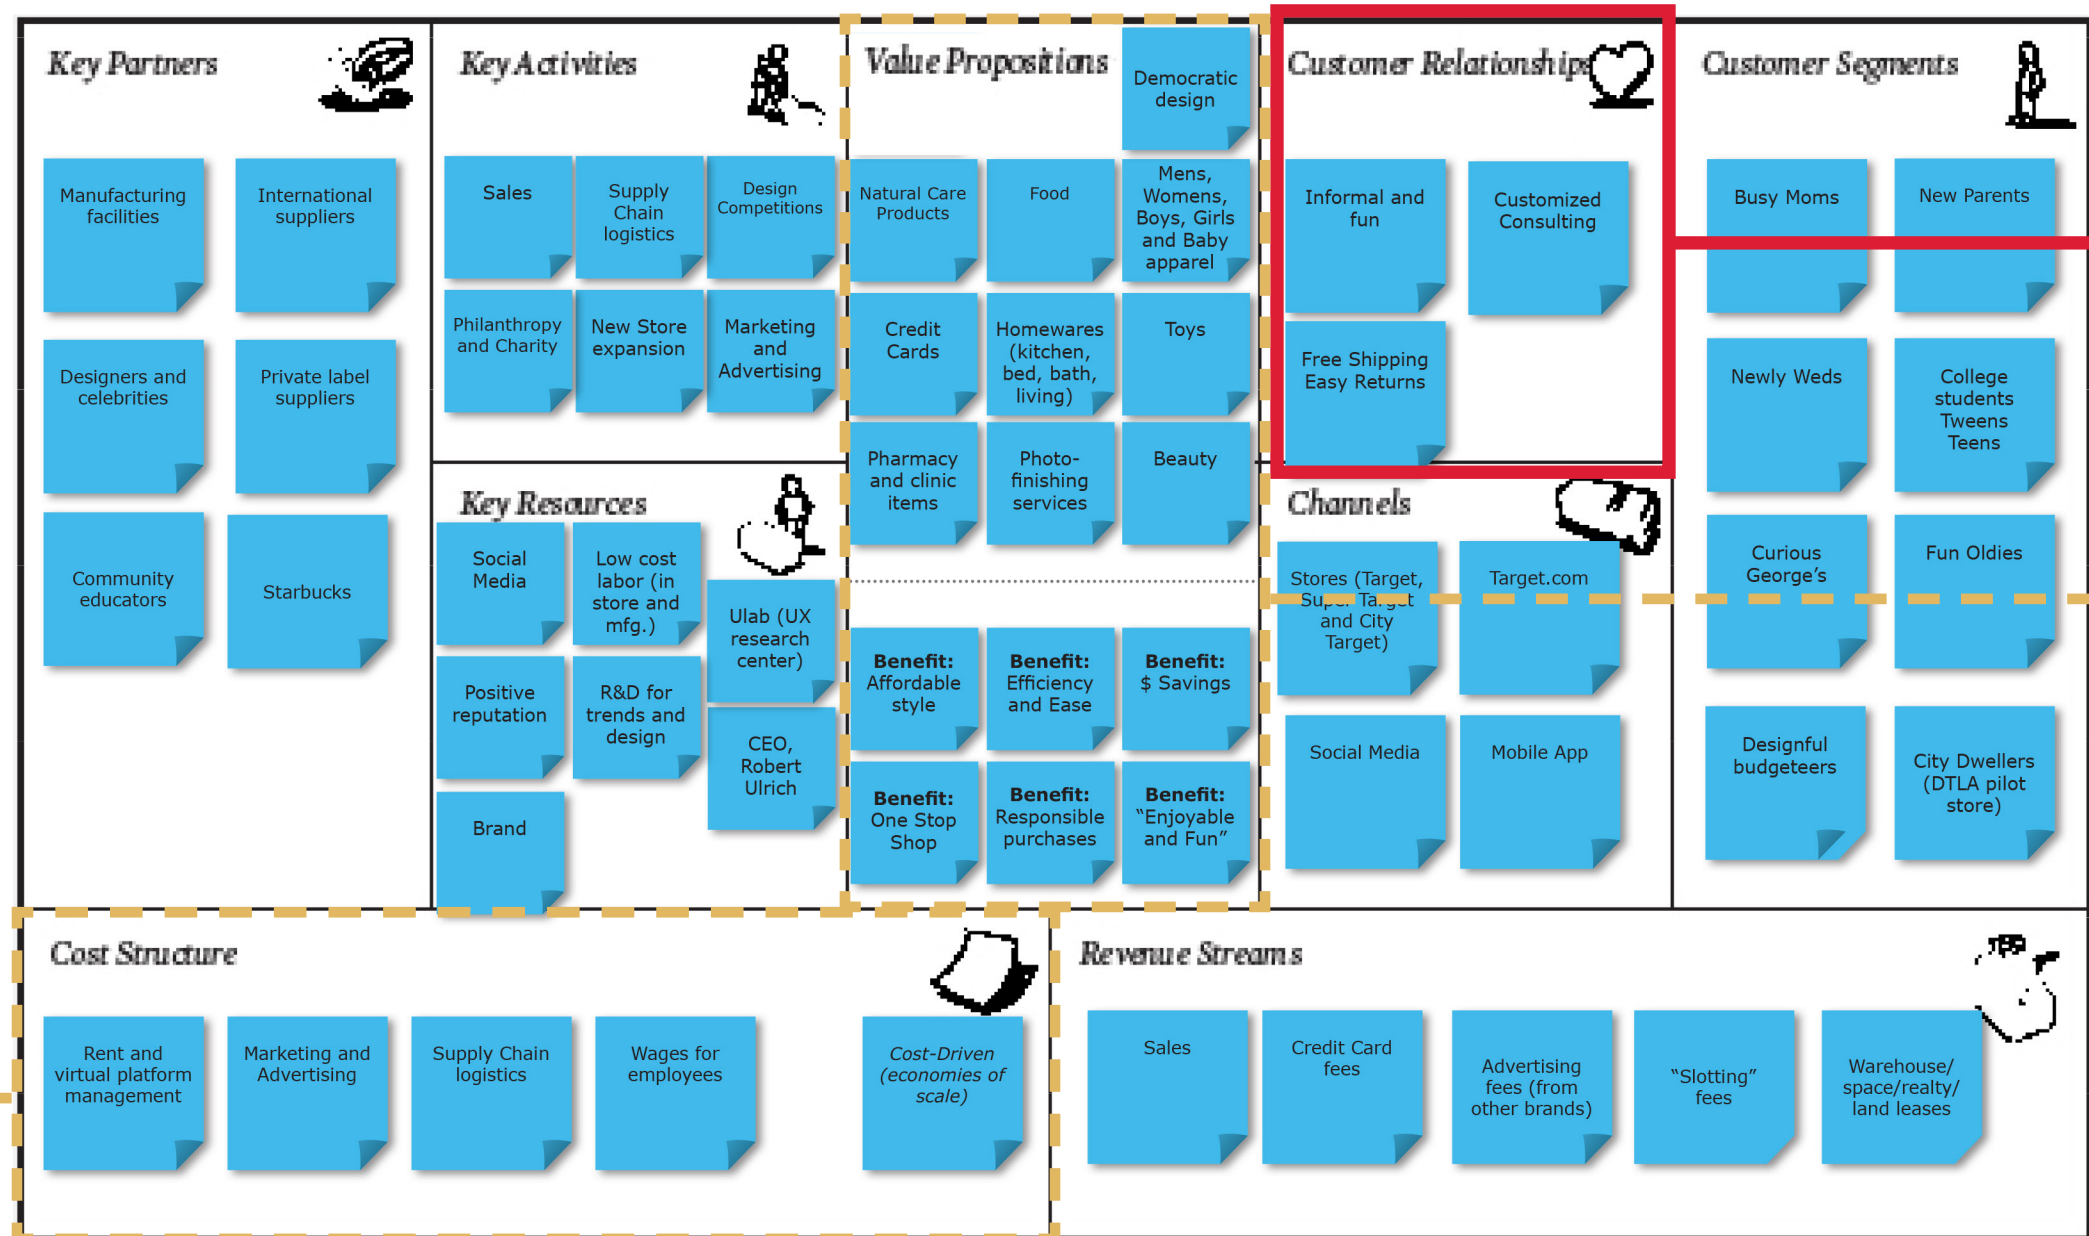 Key Partners
Manufacturing
facilities
International
suppliers
Designers and
celebrities
Private label
suppliers
Community
educators
Starbucks
Key Activities
Sales
Supply
Chain
logistics
Design
Competitions
Philanthropy
and Charity
New Store
expansion
Marketing
and
Advertising
Key Resources
Social
Media
Low cost
labor (in
store and
mfg.)
Ulab (UX
research
center)
Positive
reputation
R&D for
trends and
design
CEO,
Robert
Ulrich
Brand
Value Propositions
Democratic
design
Natural Care
Products
Food
Mens,
Womens,
Boys, Girls
and Baby
apparel
Credit
Cards
Homewares
(kitchen,
bed, bath,
living)
Toys
Pharmacy
and clinic
items
Photo-
finishing
services
Beauty
Benefit:
Affordable
style
Benefit:
Efficiency
and Ease
Benefit:
$ Savings
Benefit:
One Stop
Shop
Benefit:
Responsible
purchases
Benefit:
“Enjoyable
and Fun”
Customer Relationships
Informal and
fun
Customized
Consulting
Free Shipping
Easy Returns
Channels
Stores (Target,
Super Target
and City
Target)
Target.com
Social Media
Mobile App
Customer Segments
Busy Moms
New Parents
Newly Weds
College
students
Tweens
Teens
Curious
George’s
Fun Oldies
Designful
budgeteers
City Dwellers
(DTLA pilot
store)
Cost Structure
Rent and
virtual platform
management
Marketing and
Advertising
Supply Chain
logistics
Wages for
employees
Cost-Driven
(economies of
scale)
Revenue Streams
Sales
Credit Card
fees
Advertising
fees (from
other brands)
“Slotting”
fees
Warehouse/
space/realty/
land leases